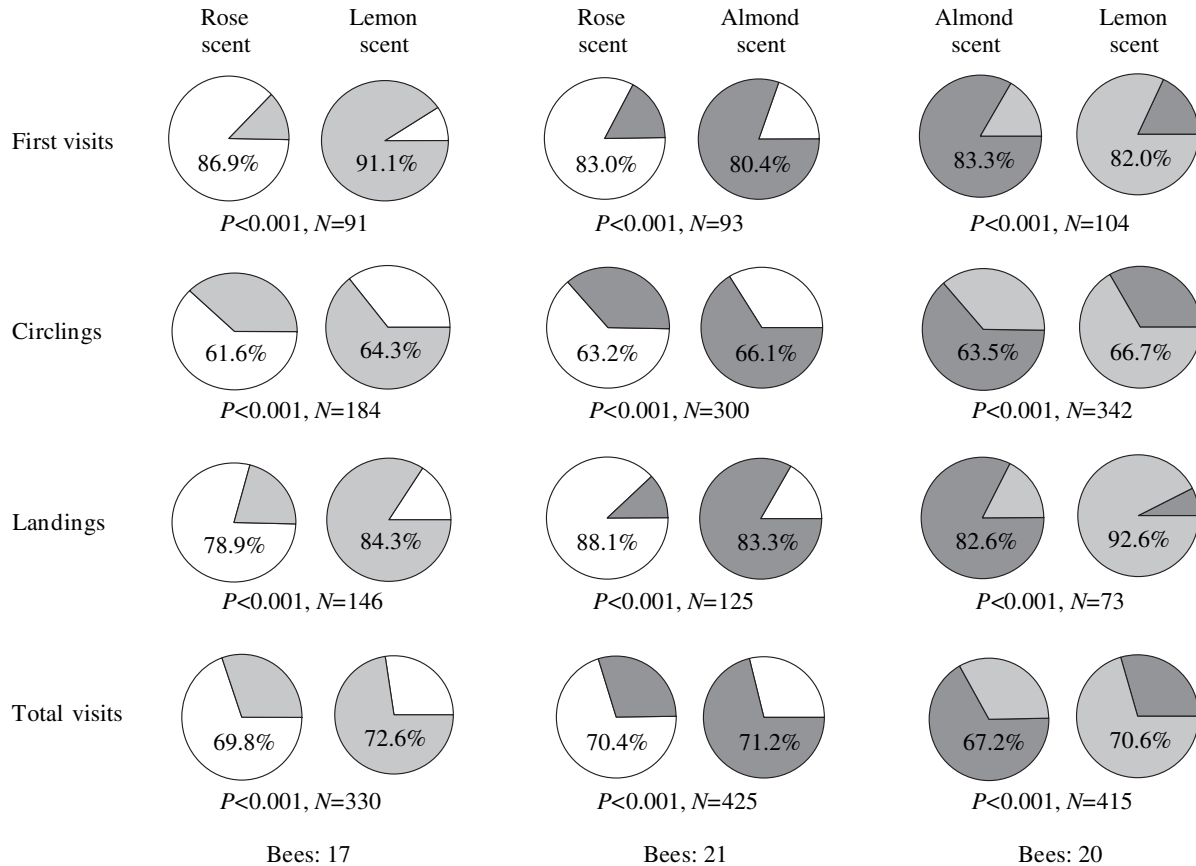 Rose scent Lemon scent Rose scent Almond scent Almond scent Lemon scent
First visits 86.9% 91.1% 83.0% 80.4% 83.3% 82.0%
P<0.001, N=91 P<0.001, N=93 P<0.001, N=104
Circlings 61.6% 64.3% 63.2% 66.1% 63.5% 66.7%
P<0.001, N=184 P<0.001, N=300 P<0.001, N=342
Landings 78.9% 84.3% 88.1% 83.3% 82.6% 92.6%
P<0.001, N=146 P<0.001, N=125 P<0.001, N=73
Total visits 69.8% 72.6% 70.4% 71.2% 67.2% 70.6%
P<0.001, N=330 P<0.001, N=425 P<0.001, N=415
Bees: 17 Bees: 21 Bees: 20